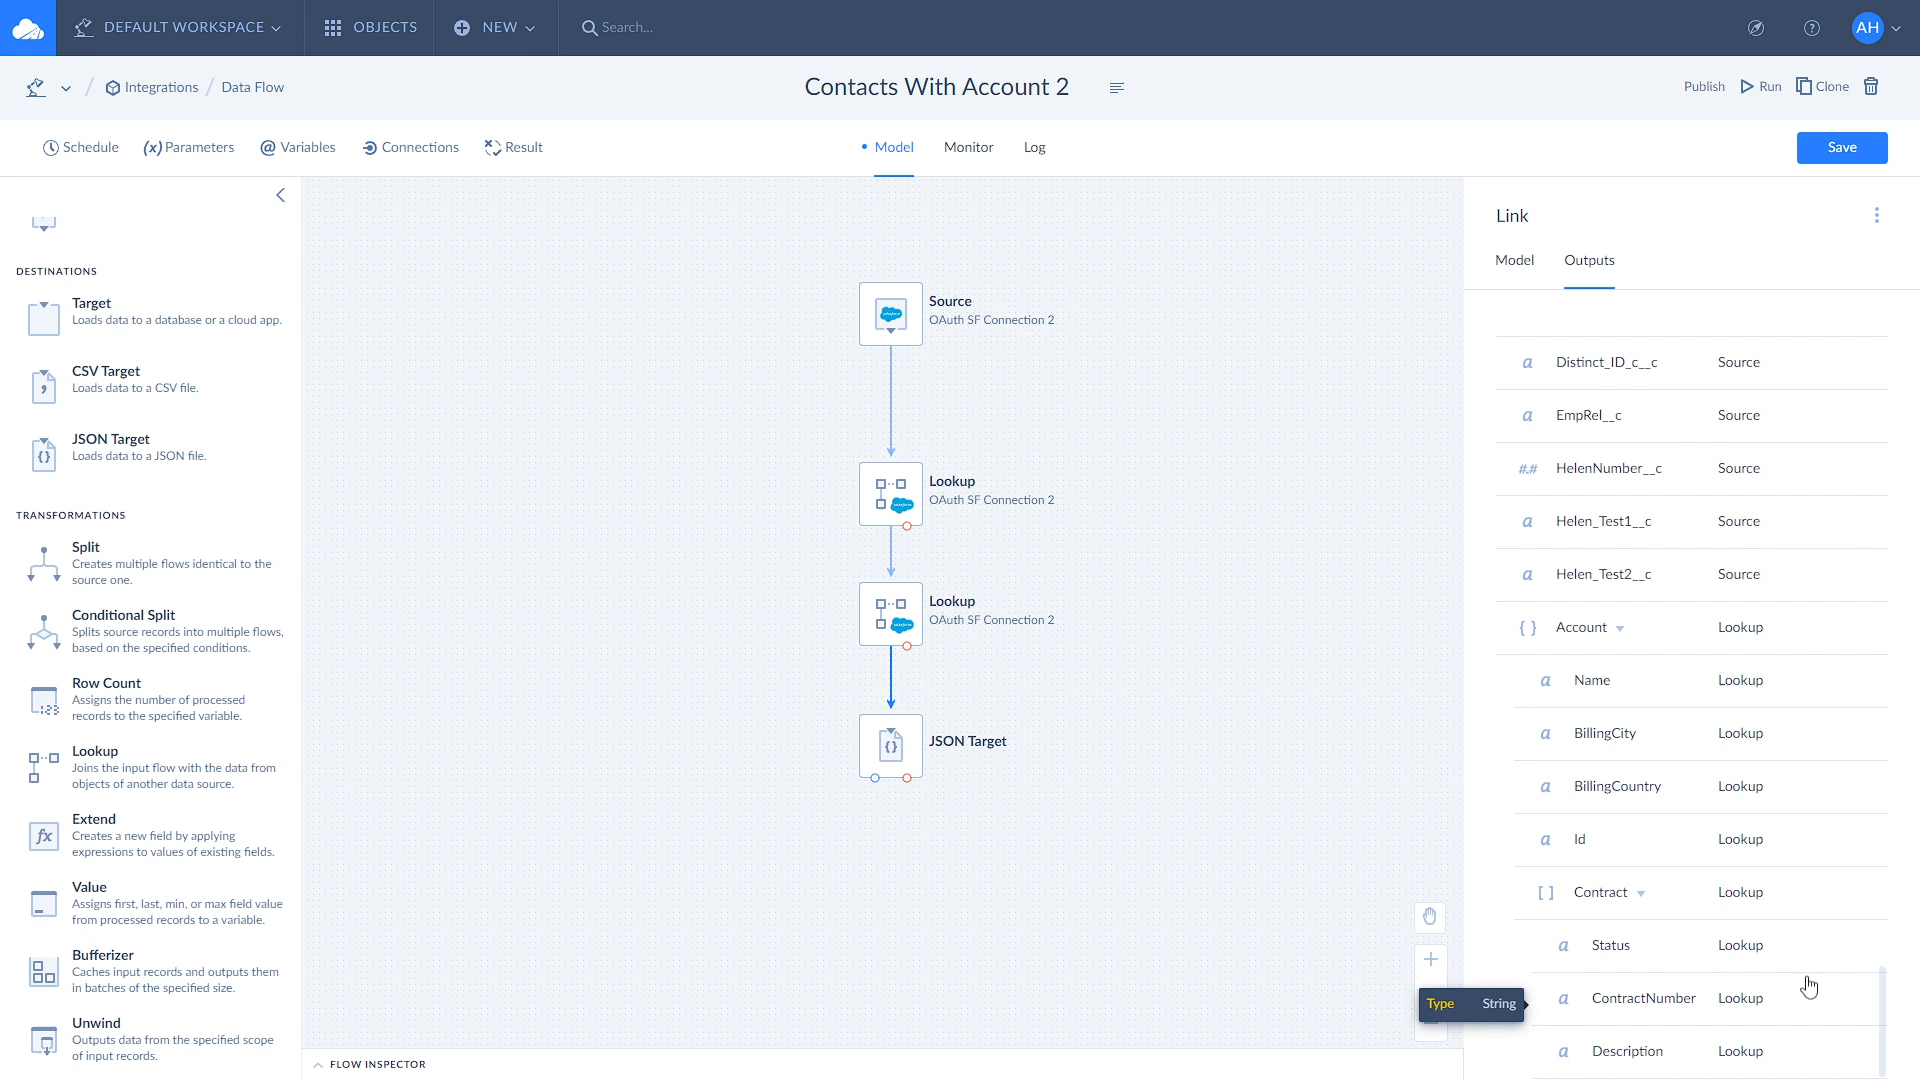 DEFAULT WORKSPACE
OBJECTS
NEW
Search...
AH
Integrations / Data Flow
Contacts With Account 2
Publish
Run
Clone
Schedule
(x) Parameters
@ Variables
Connections
Result
Model
Monitor
Log
Save
DESTINATIONS
Target
Loads data to a database or a cloud app.
CSV Target
Loads data to a CSV file.
JSON Target
Loads data to a JSON file.
TRANSFORMATIONS
Split
Creates multiple flows identical to the
source one.
Conditional Split
Splits source records into multiple flows,
based on the specified conditions.
Row Count
Assigns the number of processed
records to the specified variable.
Lookup
Joins the input flow with the data from
objects of another data source.
Extend
Creates a new field by applying
expressions to values of existing fields.
Value
Assigns first, last, min, or max field value
from processed records to a variable.
Bufferizer
Caches input records and outputs them
in batches of the specified size.
Unwind
Outputs data from the specified scope
of input records.
Source
OAuth SF Connection 2
Lookup
OAuth SF Connection 2
Lookup
OAuth SF Connection 2
JSON Target
FLOW INSPECTOR
Link
Model
Outputs
a Distinct_ID_c__c Source
a EmpRel__c Source
#.# HelenNumber__c Source
a Helen_Test1__c Source
a Helen_Test2__c Source
{ } Account Lookup
a Name Lookup
a BillingCity Lookup
a BillingCountry Lookup
a Id Lookup
[ ] Contract Lookup
a Status Lookup
Type String
a ContractNumber Lookup
a Description Lookup